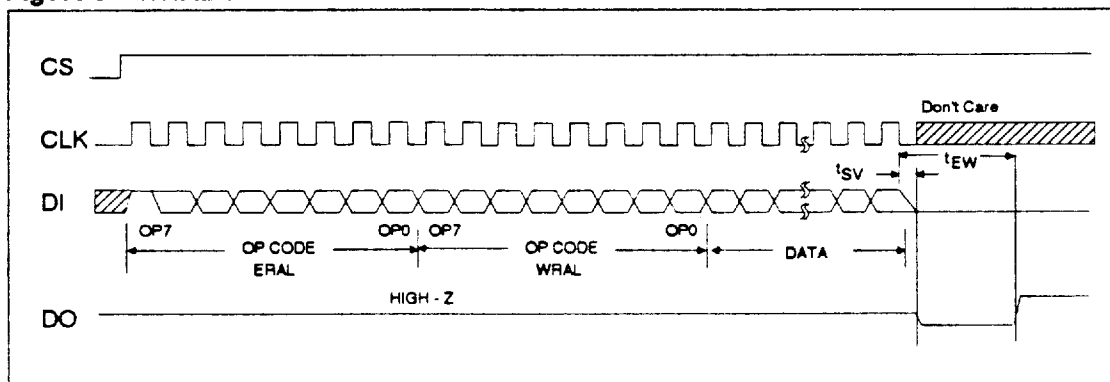 CS
CLK
Don't Care
tSV
tEW
DI
OP7
OP0
OP7
OP0
OP CODE
ERAL
OP CODE
WRAL
DATA
HIGH - Z
DO